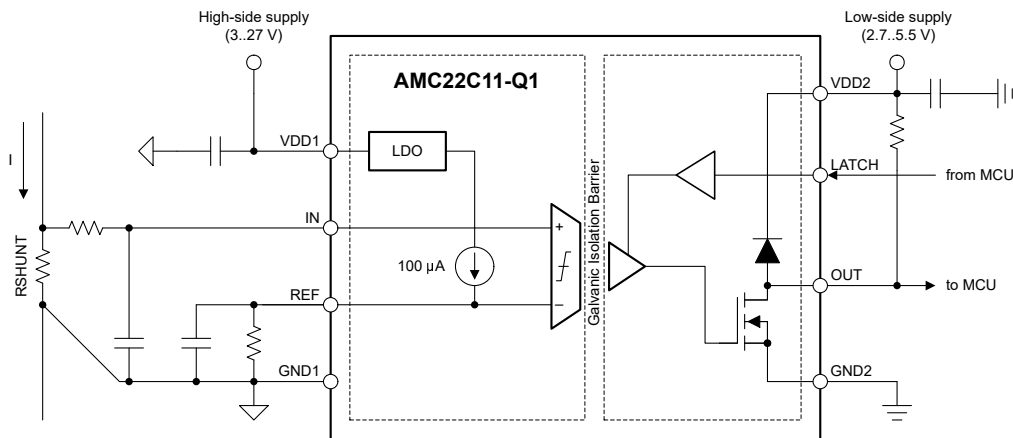 High-side supply
(3..27 V)
Low-side supply
(2.7..5.5 V)
AMC22C11-Q1
VDD2
VDD1
LDO
I
LATCH
from MCU
IN
+
Galvanic Isolation Barrier
RSHUNT
100 µA
REF
−
OUT
to MCU
GND1
GND2